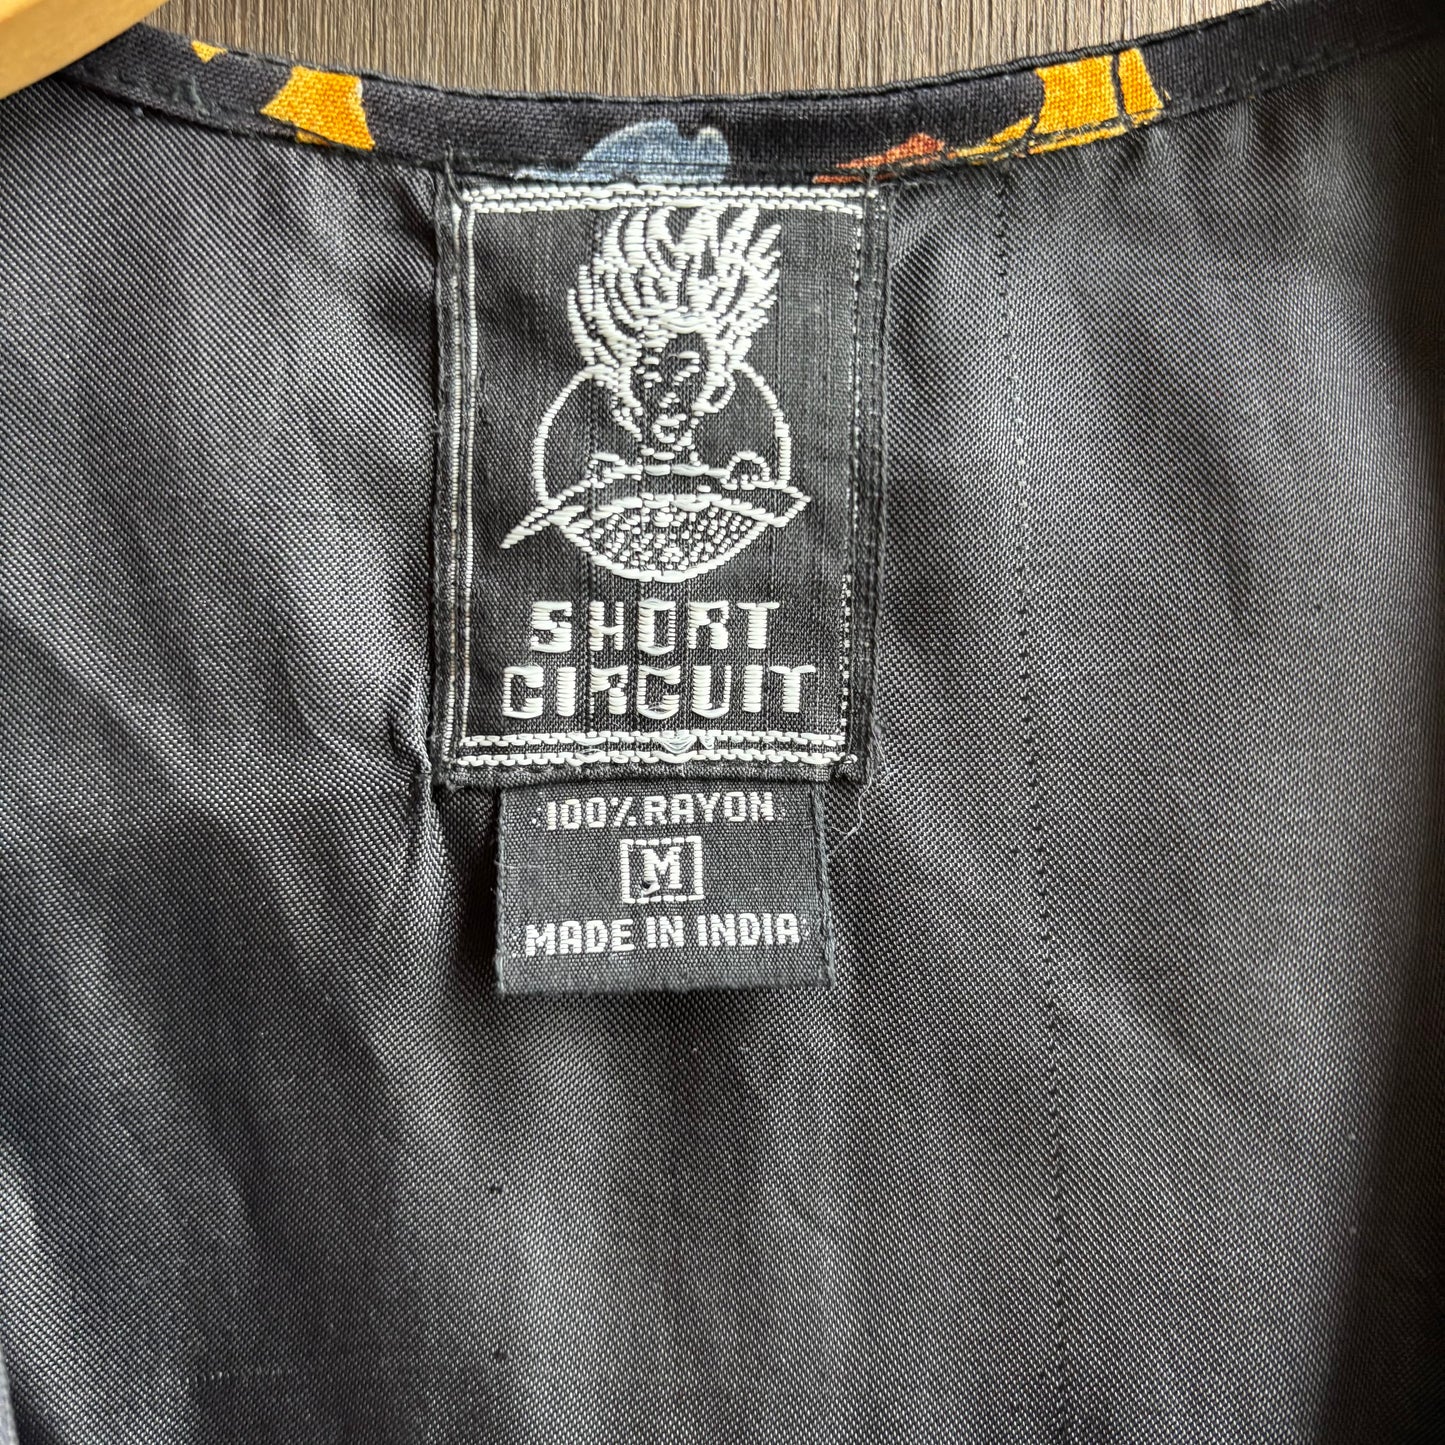 SHORT
CIRCUIT
100% RAYON
M
MADE IN INDIA